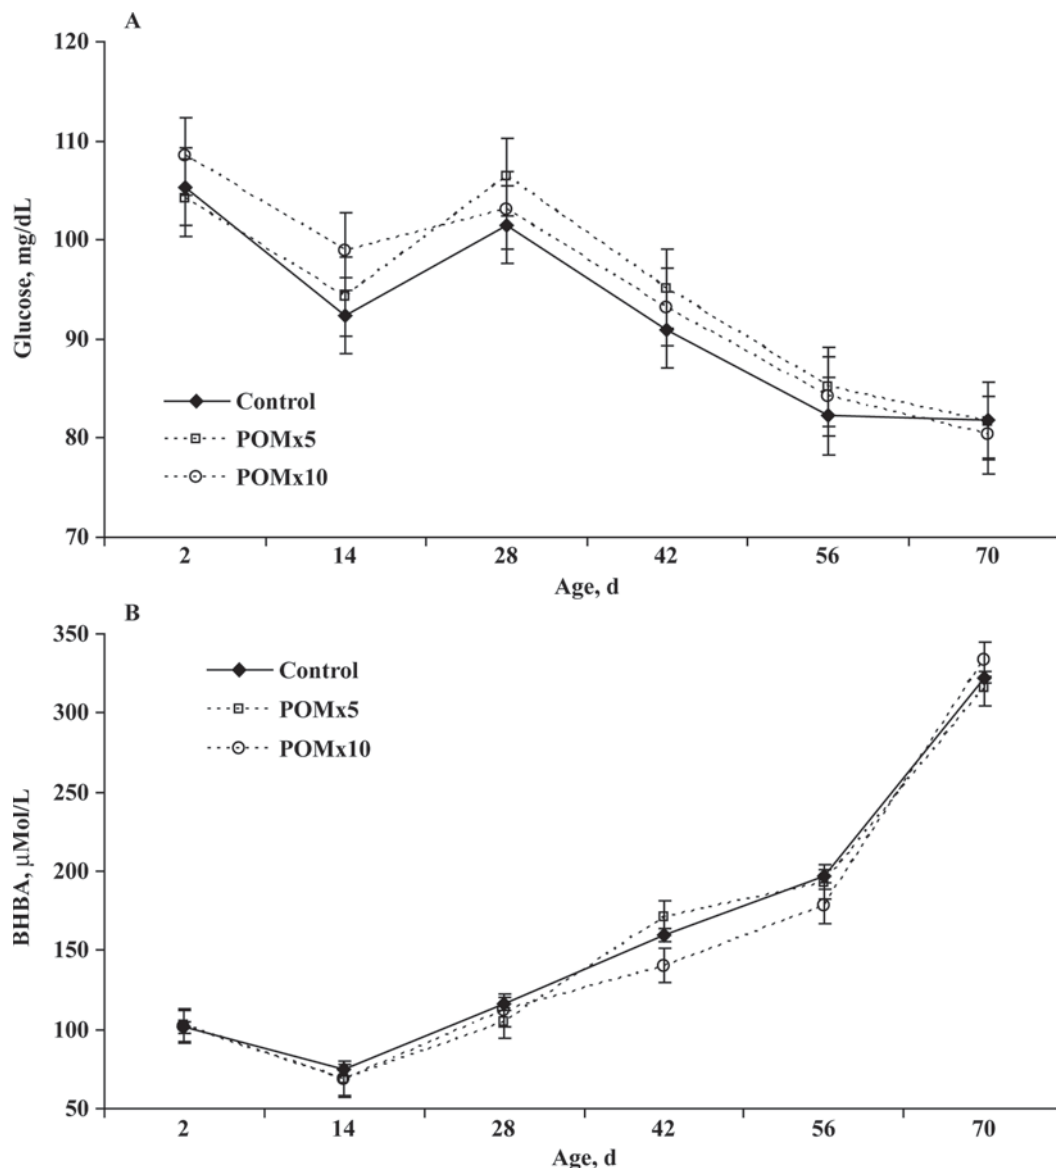 A
120
110
100
90
80
70
Glucose, mg/dL
Control
POMx5
POMx10
2 14 28 42 56 70
Age, d
B
350
300
250
200
150
100
50
BHBA, μMol/L
Control
POMx5
POMx10
2 14 28 42 56 70
Age, d